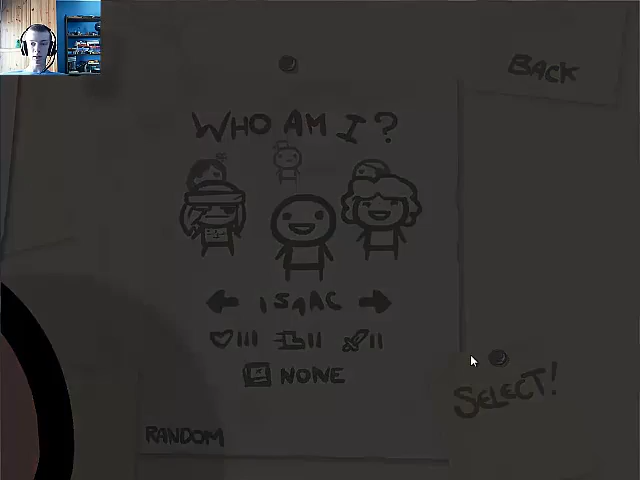 BACK
WHO AM I?
ISAAC
NONE
SELECT!
RANDOM